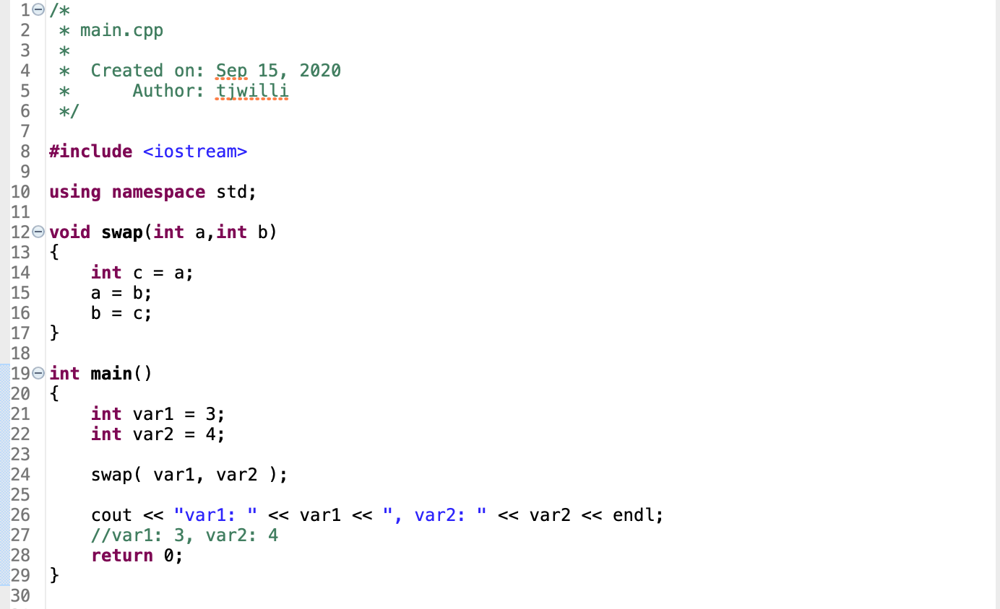 1 /*
2  * main.cpp
3  *
4  *  Created on: Sep 15, 2020
5  *      Author: tjwilli
6  */
7
8 #include <iostream>
9
10 using namespace std;
11
12 void swap(int a,int b)
13 {
14     int c = a;
15     a = b;
16     b = c;
17 }
18
19 int main()
20 {
21     int var1 = 3;
22     int var2 = 4;
23
24     swap( var1, var2 );
25
26     cout << "var1: " << var1 << ", var2: " << var2 << endl;
27     //var1: 3, var2: 4
28     return 0;
29 }
30